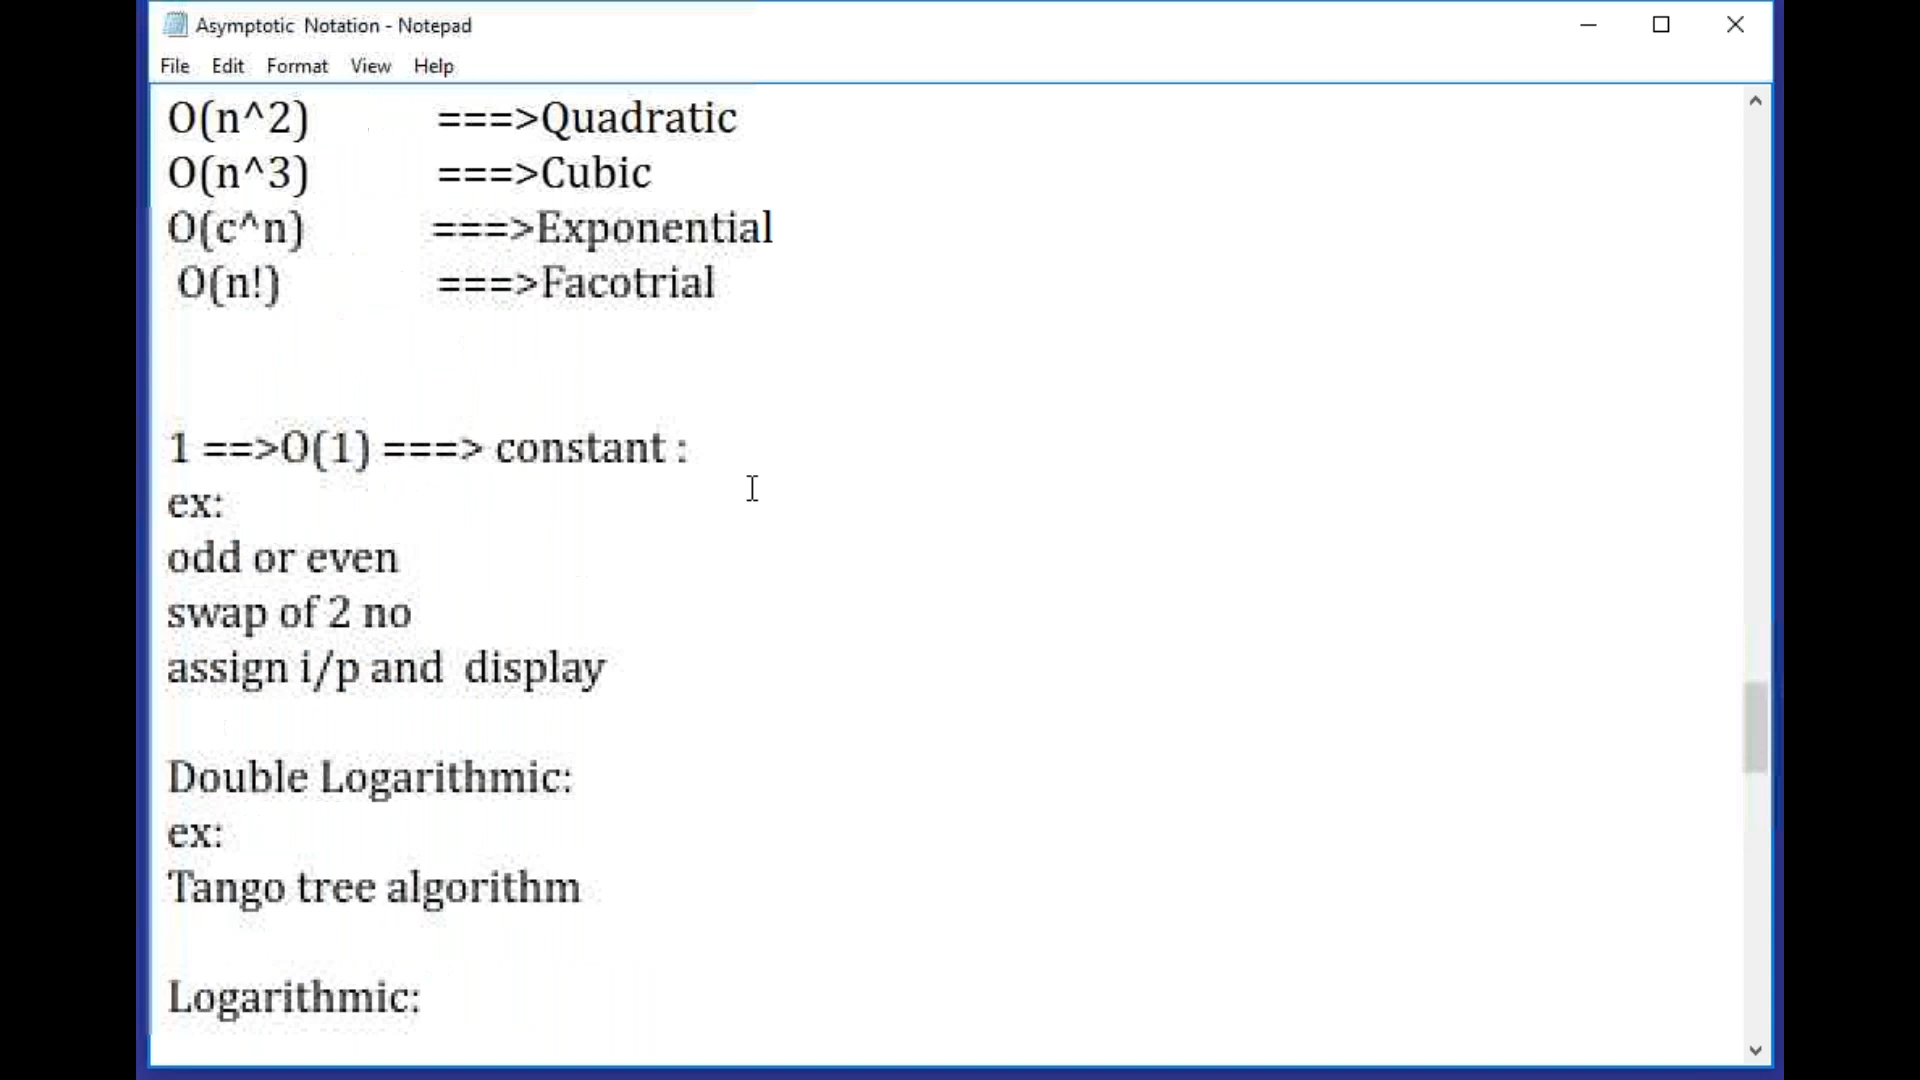 Asymptotic  Notation - Notepad
File Edit Format View Help
O(n^2) ===>Quadratic
O(n^3) ===>Cubic
O(c^n) ===>Exponential
O(n!) ===>Facotrial
1 ==>O(1) ===> constant :
ex:
odd or even
swap of 2 no
assign i/p and  display
Double Logarithmic:
ex:
Tango tree algorithm
Logarithmic: